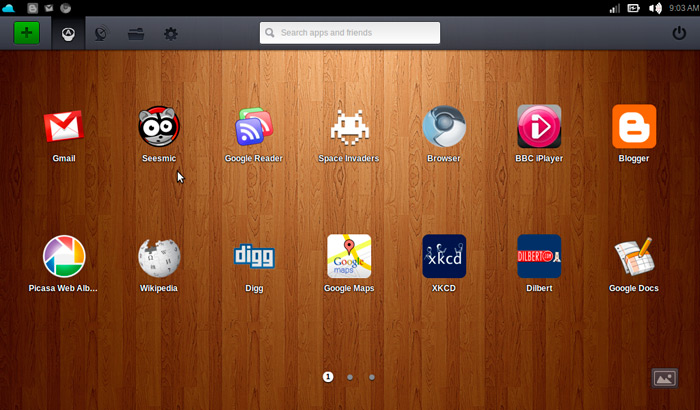 9:03 AM
Search apps and friends
Gmail
Seesmic
Google Reader
Space Invaders
Browser
BBC iPlayer
Blogger
digg
Google
maps
xkcd
DILBERT.COM
Picasa Web Alb...
Wikipedia
Digg
Google Maps
XKCD
Dilbert
Google Docs
1